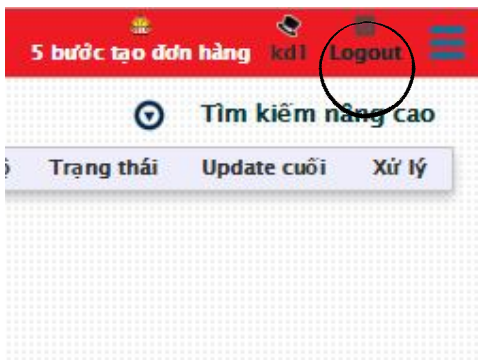 5 bước tạo đơn hàng kd1 Logout
Tìm kiếm nâng cao
Trạng thái Update cuối Xử lý